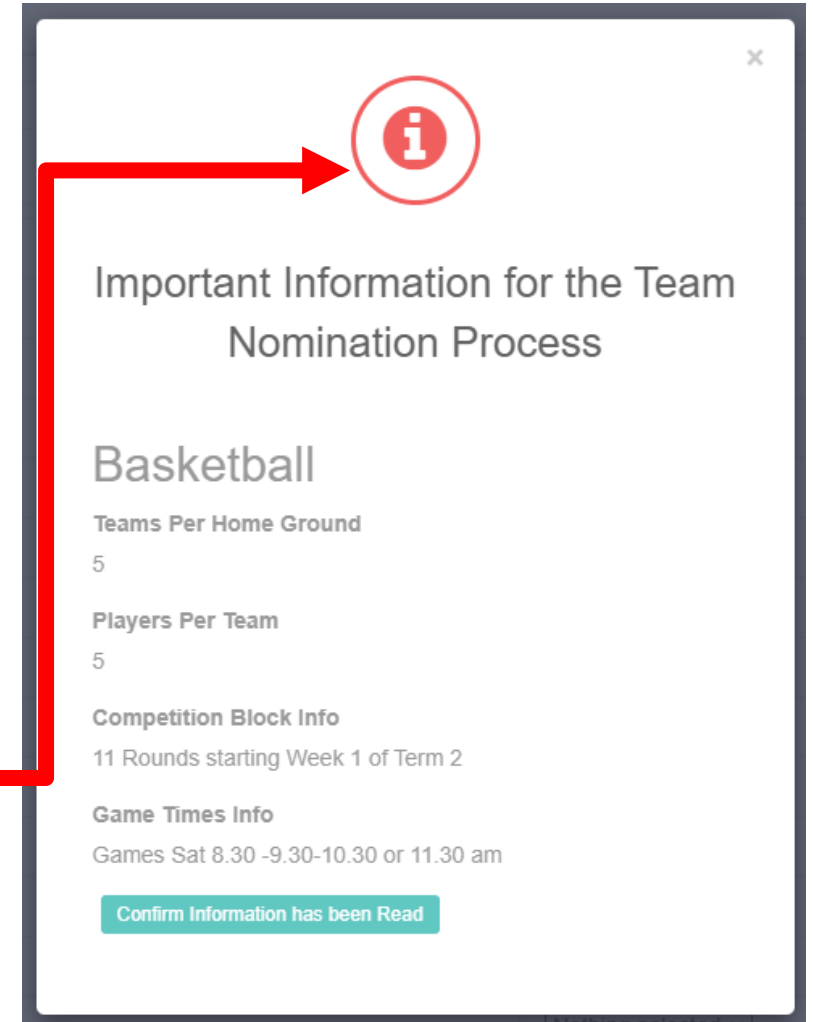 ×
Important Information for the Team
Nomination Process
Basketball
Teams Per Home Ground
5
Players Per Team
5
Competition Block Info
11 Rounds starting Week 1 of Term 2
Game Times Info
Games Sat 8.30 -9.30-10.30 or 11.30 am
Confirm Information has been Read